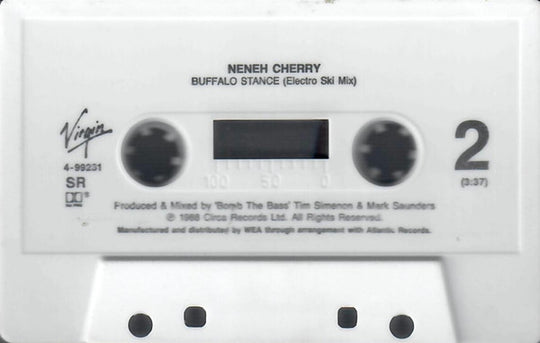 NENEH CHERRY
BUFFALO STANCE (Electro Ski Mix)
Virgin
4-99231
SR
2
(3:37)
100 50 0
Produced & Mixed by 'Bomb The Bass' Tim Simenon & Mark Saunders
℗ 1988 Circa Records Ltd. All Rights Reserved.
Manufactured and distributed by WEA through arrangement with Atlantic Records.